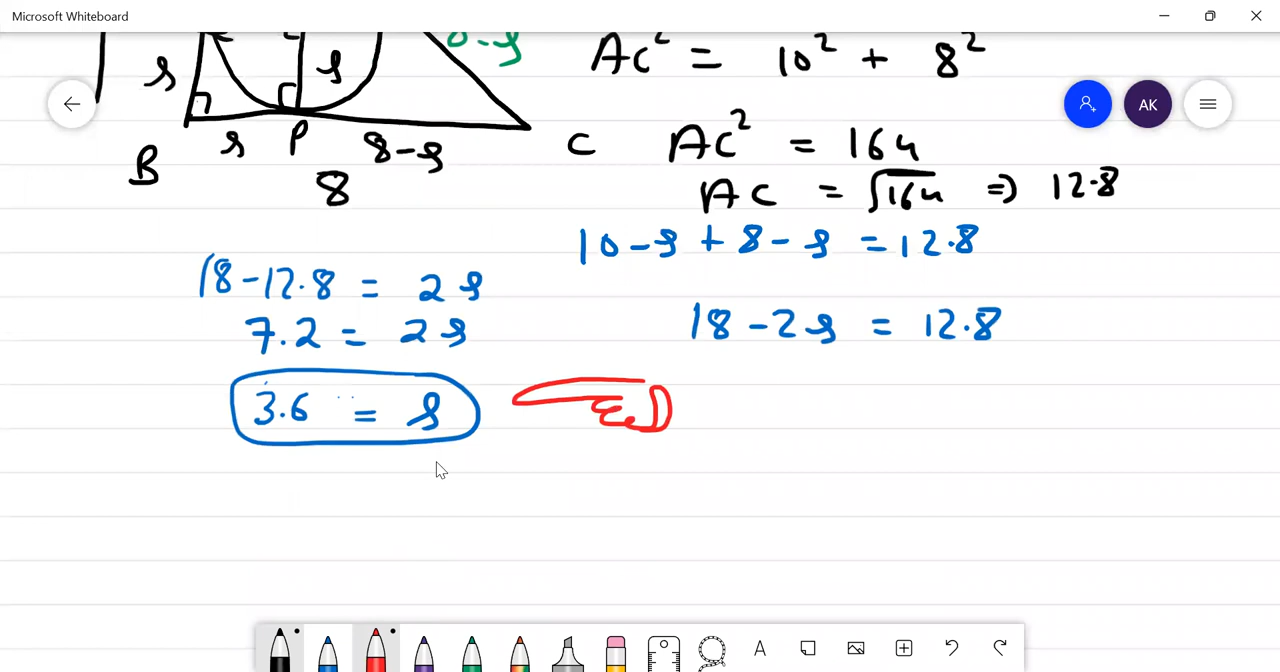 Microsoft Whiteboard
AC² = 10² + 8²
r r
B r P 8-r C
8
AC² = 164
AC = √164 => 12.8
10-r + 8-r = 12.8
18-12.8 = 2r
18-2r = 12.8
7.2 = 2r
3.6 = r
AK
A